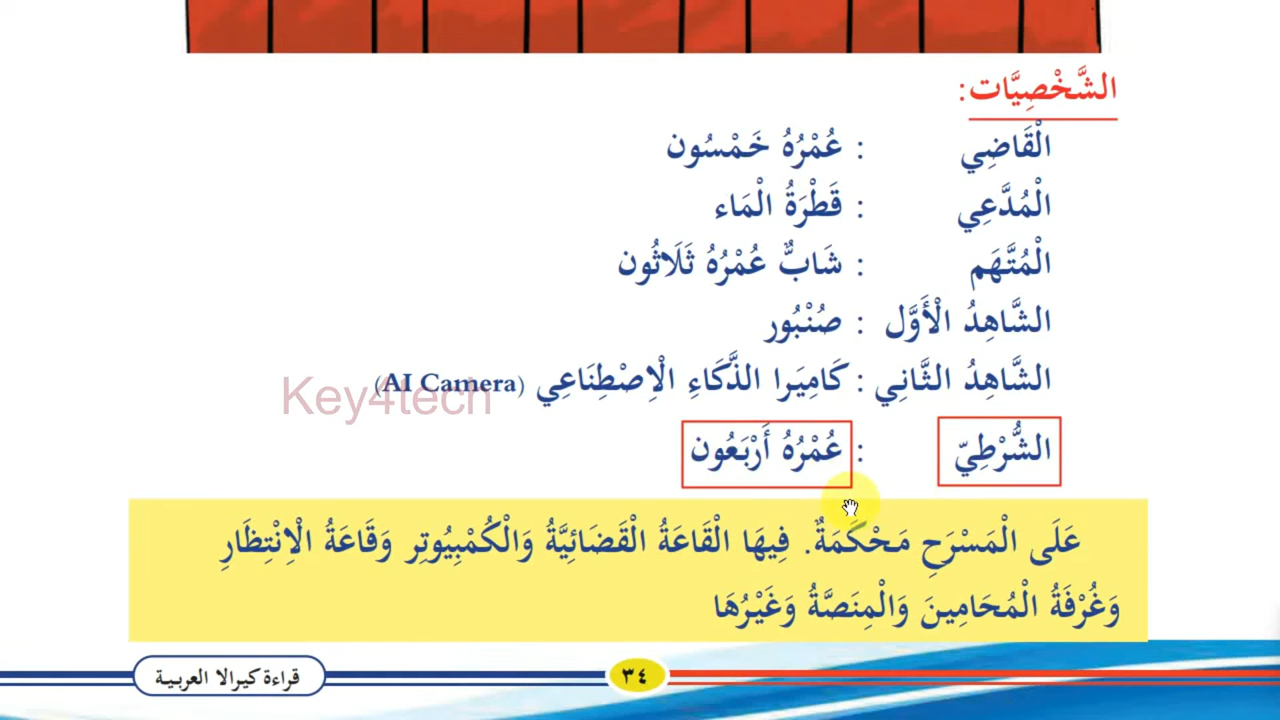 الشَّخْصِيَّات:
الْقَاضِي : عُمْرُهُ خَمْسُون
الْمُدَّعِي : قَطْرَةُ الْمَاء
الْمُتَّهَم : شَابٌّ عُمْرُهُ ثَلَاثُون
الشَّاهِدُ الْأَوَّل : صُنْبُور
الشَّاهِدُ الثَّانِي : كَامِيَرا الذَّكَاءِ الْاِصْطِنَاعِي (AI Camera)
Key4tech
الشُّرْطِيّ : عُمْرُهُ أَرْبَعُون
عَلَى الْمَسْرَحِ مَحْكَمَةٌ. فِيهَا الْقَاعَةُ الْقَضَائِيَّةُ وَالْكُمْبِيُوتِر وَقَاعَةُ الْاِنْتِظَارِ
وَغُرْفَةُ الْمُحَامِينَ وَالْمِنَصَّةُ وَغَيْرُهَا
٣٤
قراءة كيرالا العربية